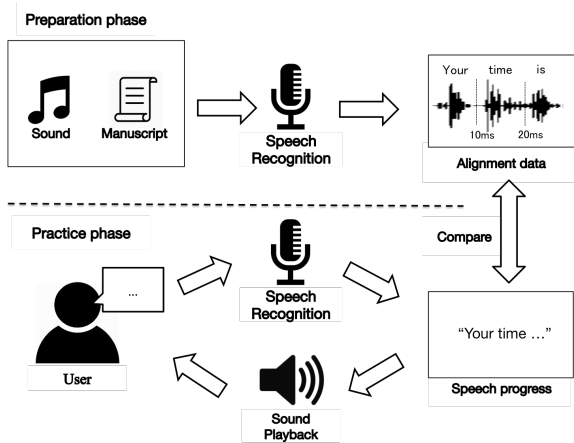 Preparation phase
Sound
Manuscript
Speech
Recognition
Your time is
10ms 20ms
Alignment data
Practice phase
Compare
...
User
Speech
Recognition
"Your time ..."
Speech progress
Sound
Playback